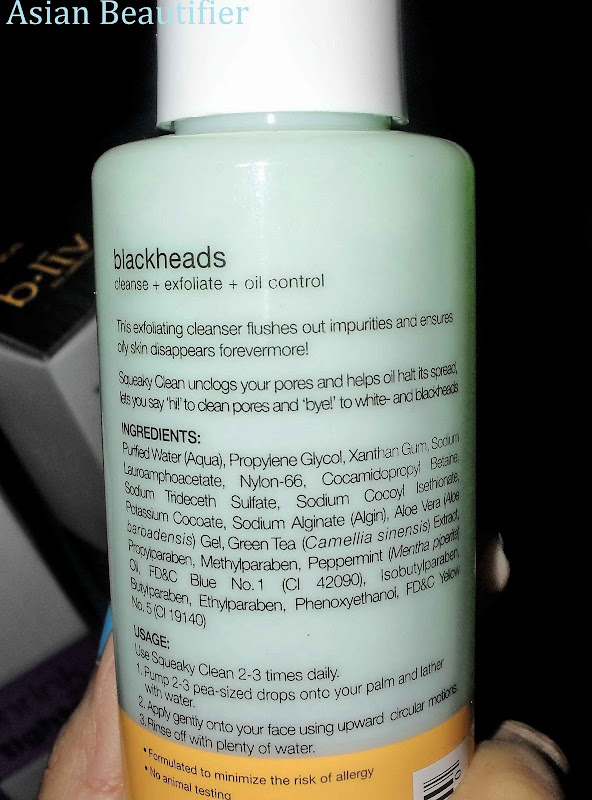 Asian Beautifier
b.liv
blackheads
cleanse + exfoliate + oil control
This exfoliating cleanser flushes out impurities and ensures
oily skin disappears forevermore!
Squeaky Clean unclogs your pores and helps oil halt its spread,
lets you say 'hi!' to clean pores and 'bye!' to white- and blackheads
INGREDIENTS:
Purified Water (Aqua), Propylene Glycol, Xanthan Gum, Sodium
Lauroamphoacetate, Nylon-66, Cocamidopropyl Betaine,
Sodium Trideceth Sulfate, Sodium Cocoyl Isethionate,
Potassium Cocoate, Sodium Alginate (Algin), Aloe Vera (Aloe
barbadensis) Gel, Green Tea (Camellia sinensis) Extract,
Propylparaben, Methylparaben, Peppermint (Mentha piperita)
Oil, FD&C Blue No. 1 (CI 42090), Isobutylparaben,
Butylparaben, Ethylparaben, Phenoxyethanol, FD&C Yellow
No. 5 (CI 19140)
USAGE:
Use Squeaky Clean 2-3 times daily.
1. Pump 2-3 pea-sized drops onto your palm and lather
with water.
2. Apply gently onto your face using upward circular motions.
3. Rinse off with plenty of water.
• Formulated to minimize the risk of allergy
• No animal testing